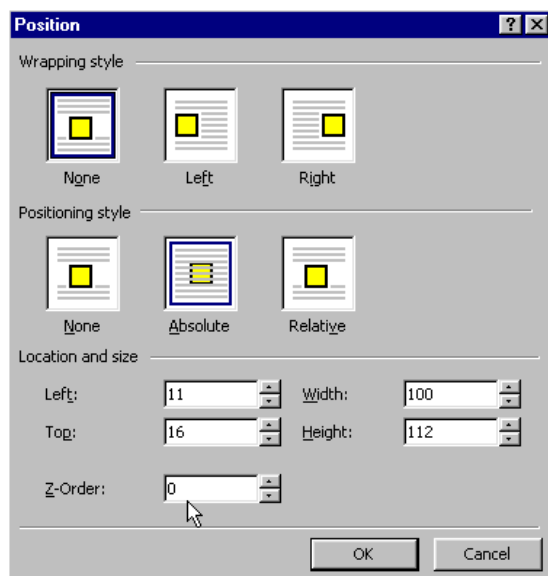 Position
Wrapping style
None Left Right
Positioning style
None Absolute Relative
Location and size
Left: 11 Width: 100
Top: 16 Height: 112
Z-Order: 0
OK Cancel